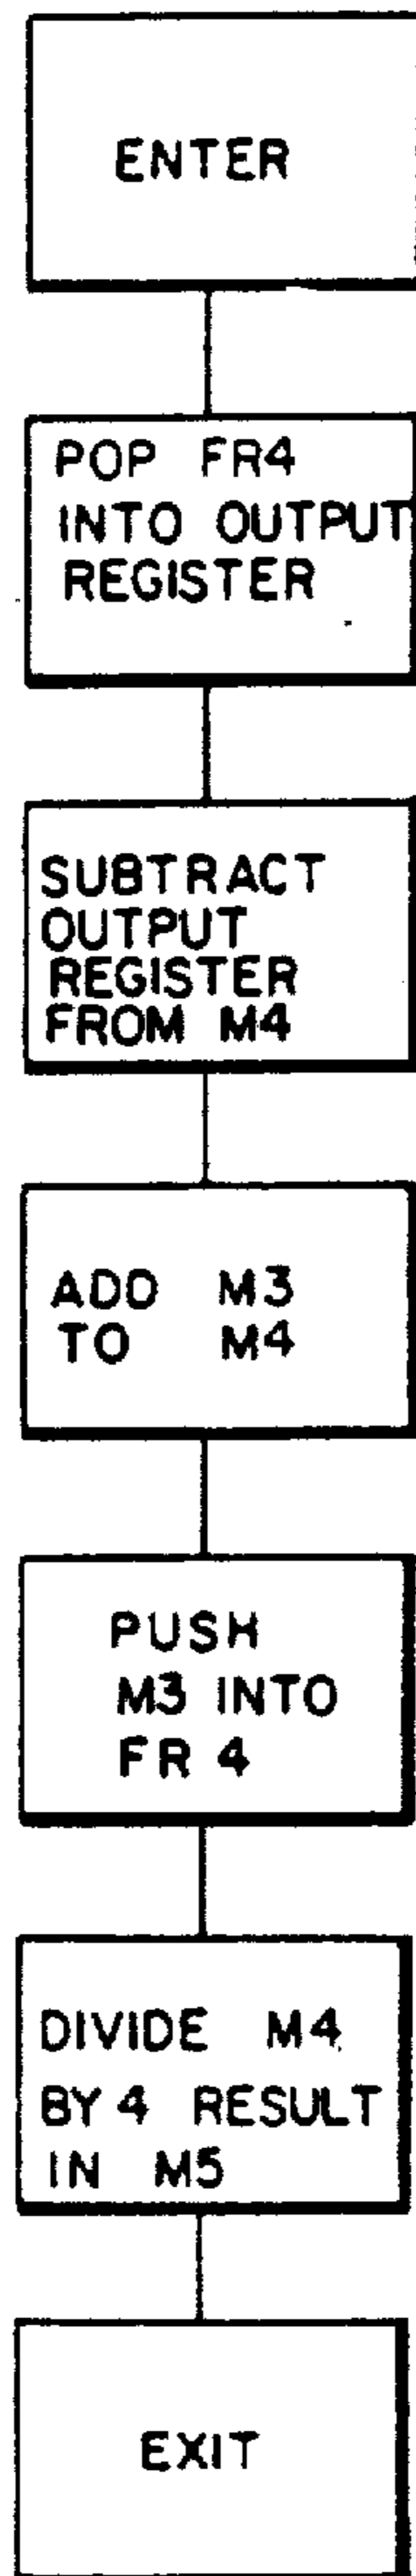 ENTER
POP FR4
INTO OUTPUT
REGISTER
SUBTRACT
OUTPUT
REGISTER
FROM M4
ADD M3
TO M4
PUSH
M3 INTO
FR 4
DIVIDE M4
BY 4 RESULT
IN M5
EXIT